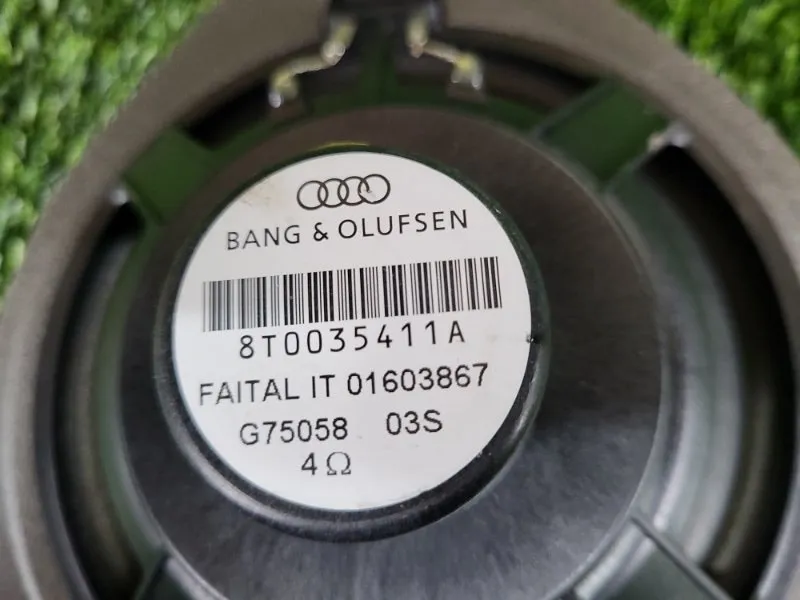 BANG & OLUFSEN
8T0035411A
FAITAL IT 01603867
G75058 03S
4Ω